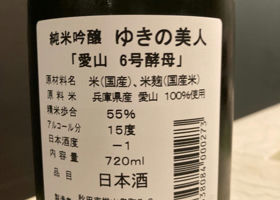 純米吟醸 ゆきの美人
「愛山 6号酵母」
原材料名 米(国産)、米麹(国産米)
原料米 兵庫県産 愛山 100%使用
精米歩合 55%
アルコール分 15度
日本酒度 −1
内容量 720ml
品目 日本酒